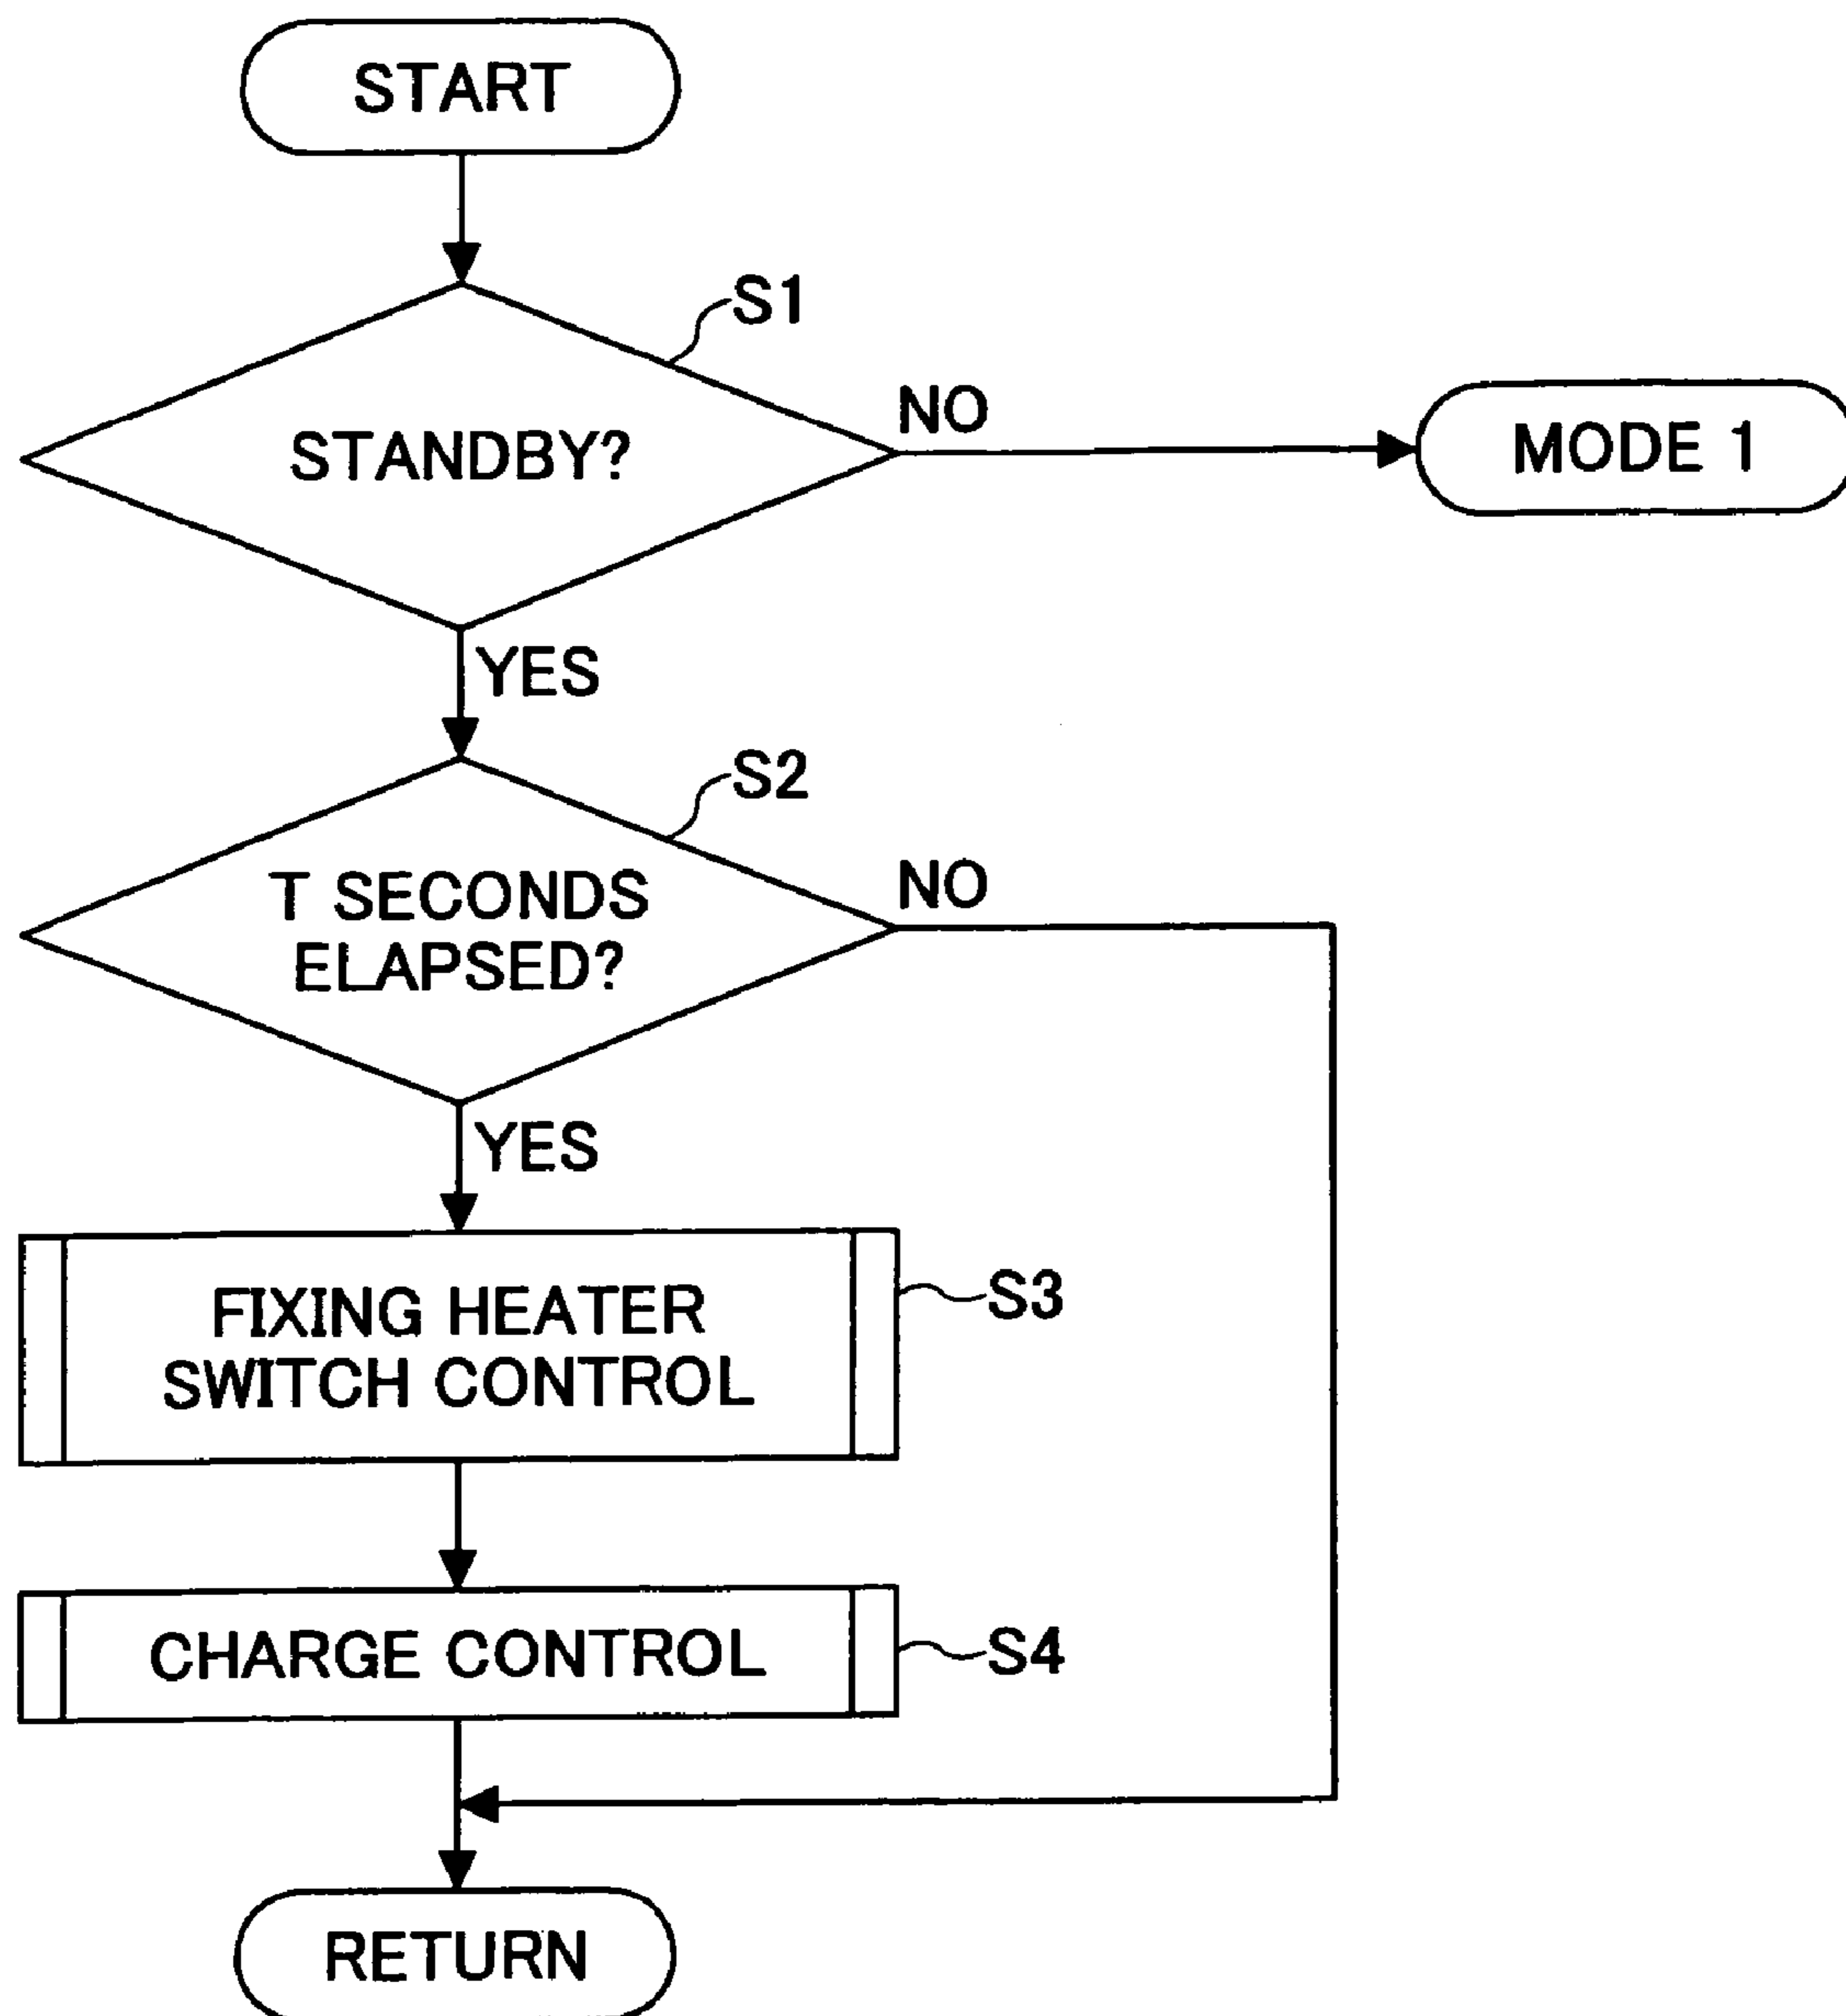 START
S1
STANDBY?
NO
MODE 1
YES
S2
T SECONDS
ELAPSED?
NO
YES
FIXING HEATER
SWITCH CONTROL
S3
CHARGE CONTROL
S4
RETURN